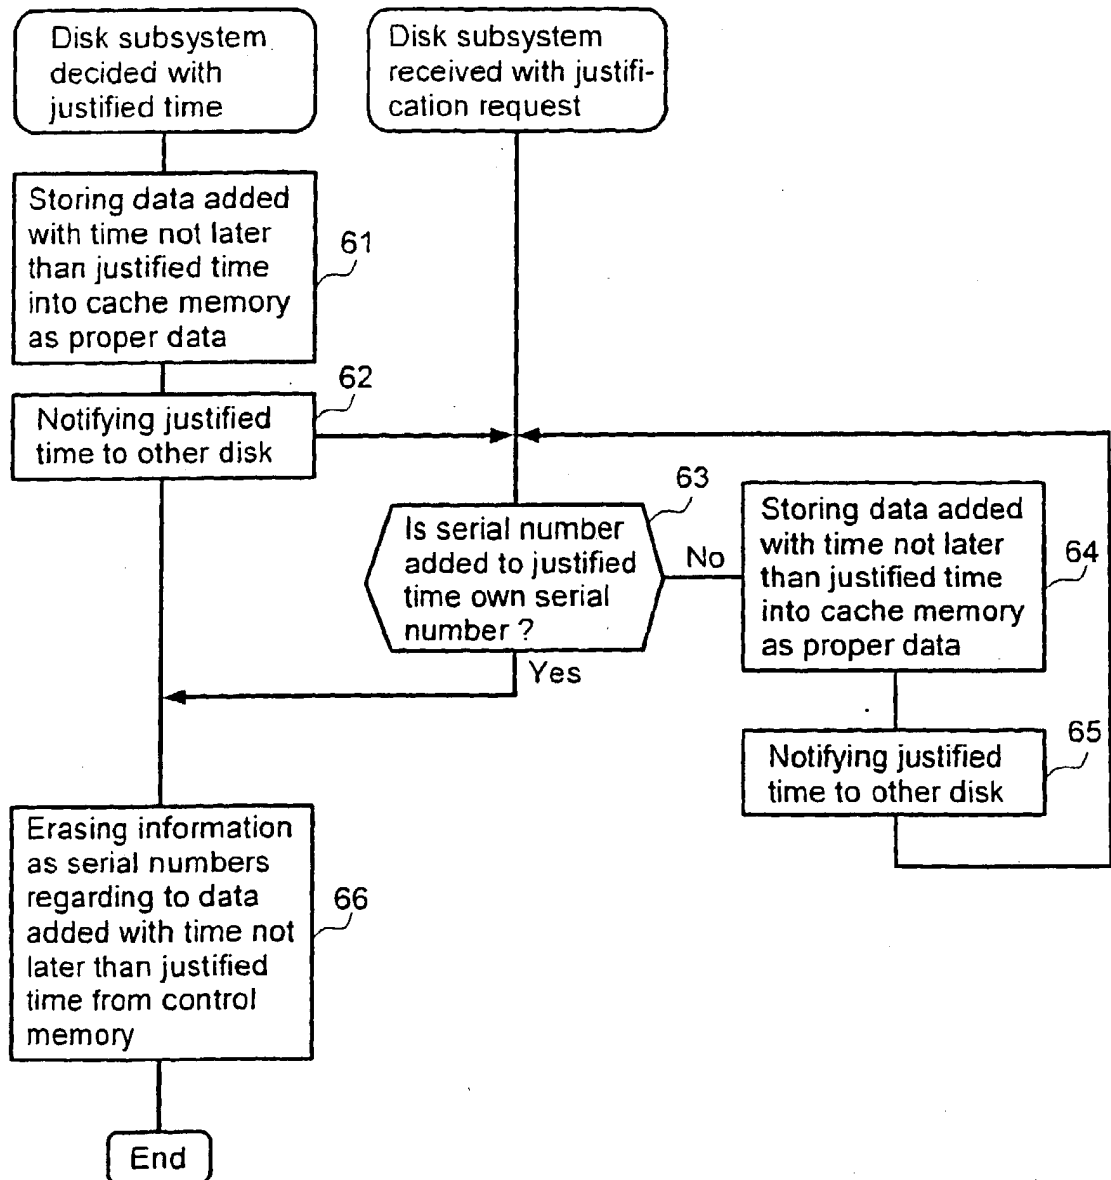 Disk subsystem
decided with
justified time
Disk subsystem
received with justifi-
cation request
Storing data added
with time not later
than justified time
into cache memory
as proper data
61
Notifying justified
time to other disk
62
Is serial number
added to justified
time own serial
number ?
63
No
Yes
Storing data added
with time not later
than justified time
into cache memory
as proper data
64
Notifying justified
time to other disk
65
Erasing information
as serial numbers
regarding to data
added with time not
later than justified
time from control
memory
66
End